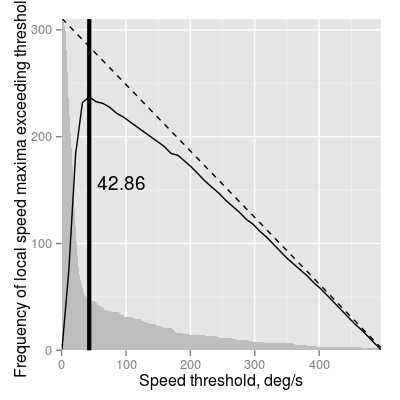 Frequency of local speed maxima exceeding threshold
300
200
100
0
42.86
0 100 200 300 400
Speed threshold, deg/s